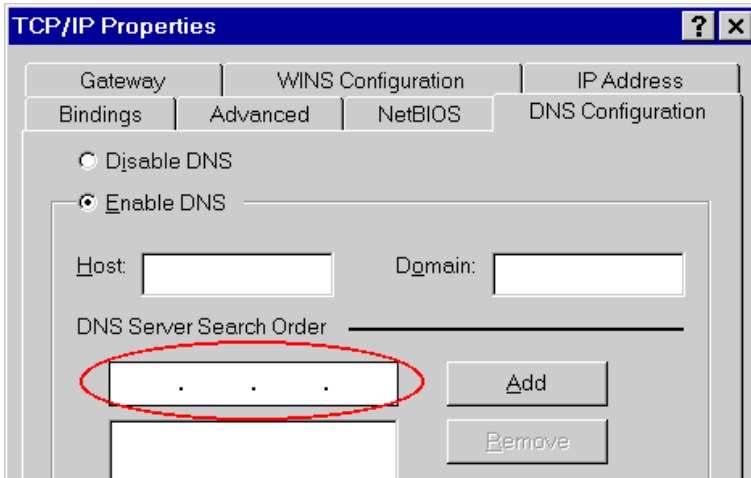 TCP/IP Properties
Gateway WINS Configuration IP Address
Bindings Advanced NetBIOS DNS Configuration
Disable DNS
Enable DNS
Host: Domain:
DNS Server Search Order
. . . Add
Remove